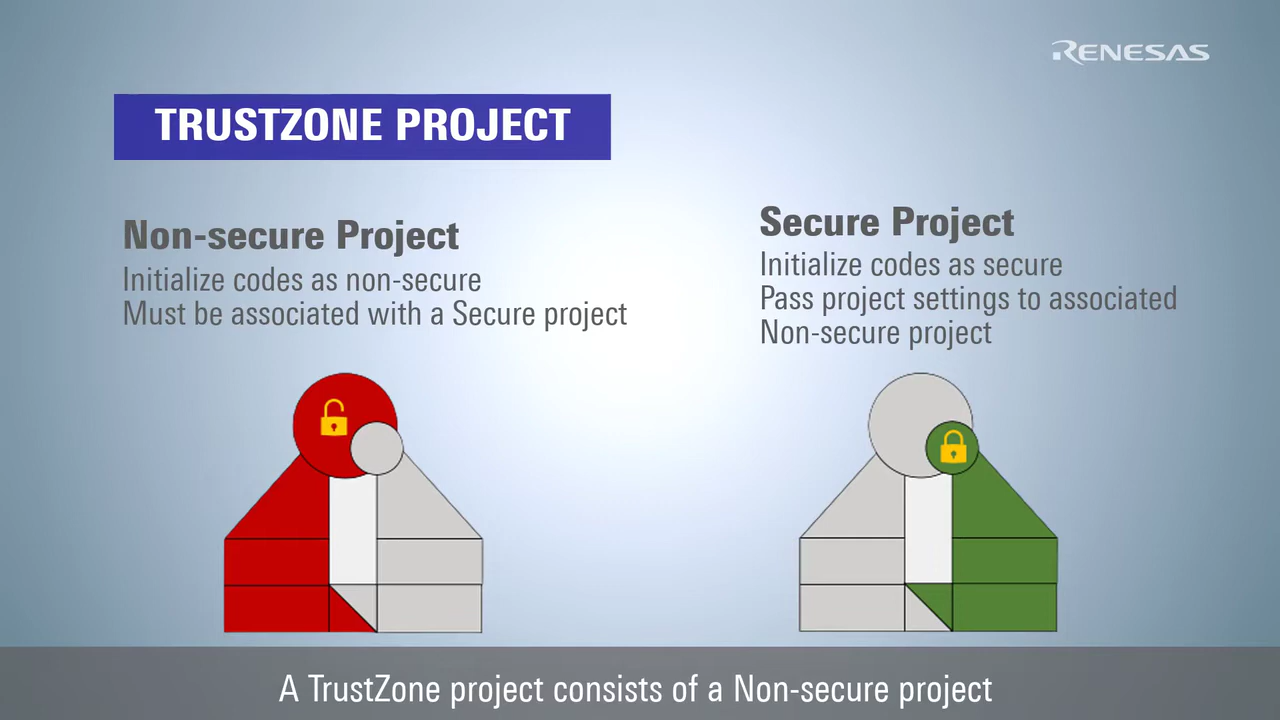 RENESAS
TRUSTZONE PROJECT
Non-secure Project
Initialize codes as non-secure
Must be associated with a Secure project
Secure Project
Initialize codes as secure
Pass project settings to associated
Non-secure project
A TrustZone project consists of a Non-secure project